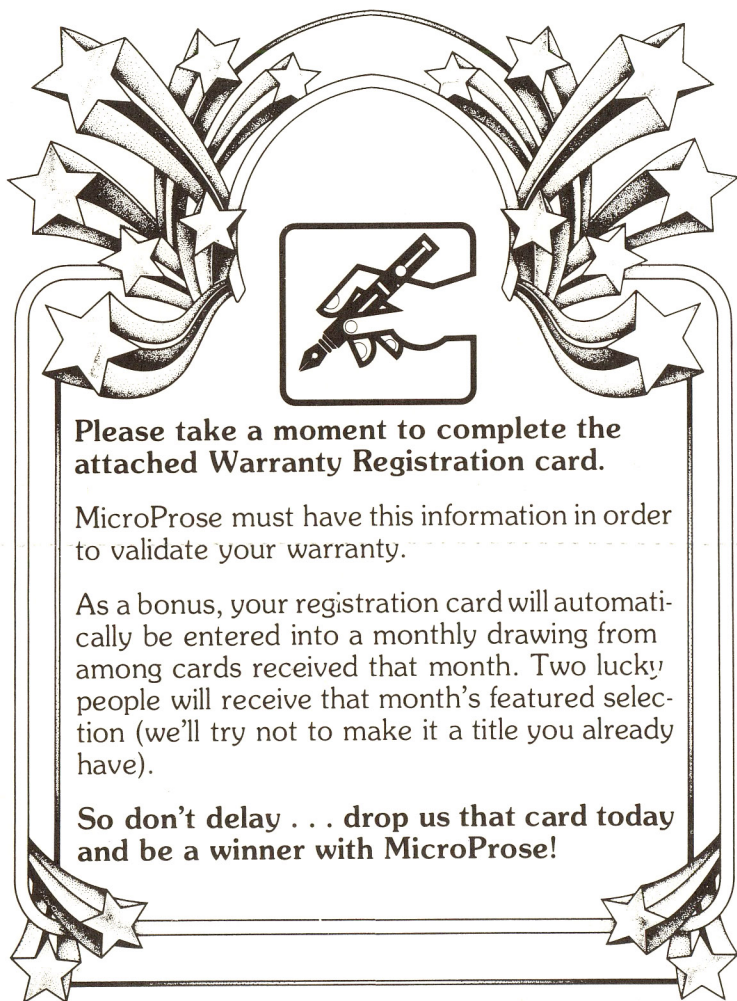 Please take a moment to complete the
attached Warranty Registration card.
MicroProse must have this information in order
to validate your warranty.
As a bonus, your registration card will automati-
cally be entered into a monthly drawing from
among cards received that month. Two lucky
people will receive that month's featured selec-
tion (we'll try not to make it a title you already
have).
So don't delay . . . drop us that card today
and be a winner with MicroProse!